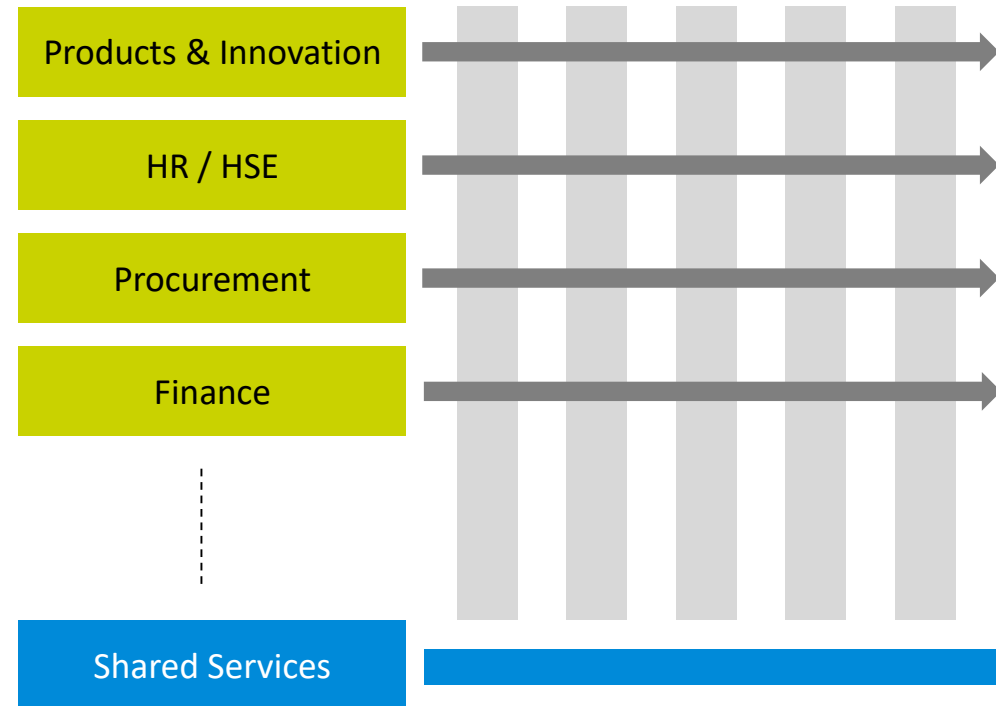 Products & Innovation
HR / HSE
Procurement
Finance
Shared Services